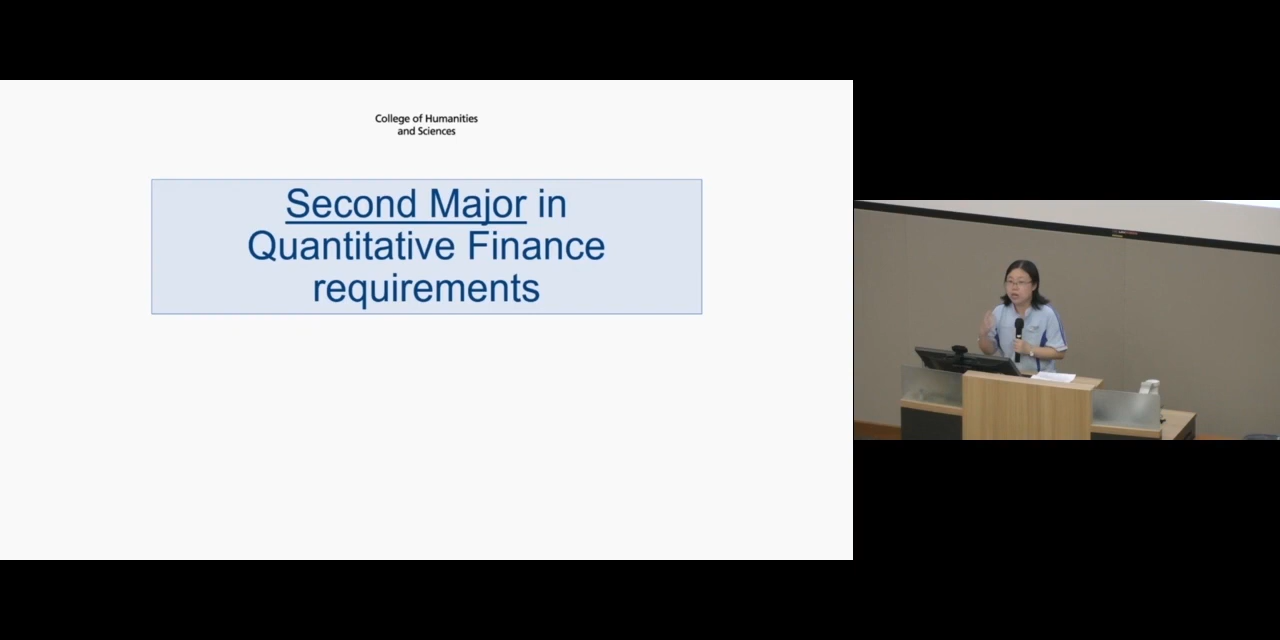 College of Humanities
and Sciences
Second Major in
Quantitative Finance
requirements